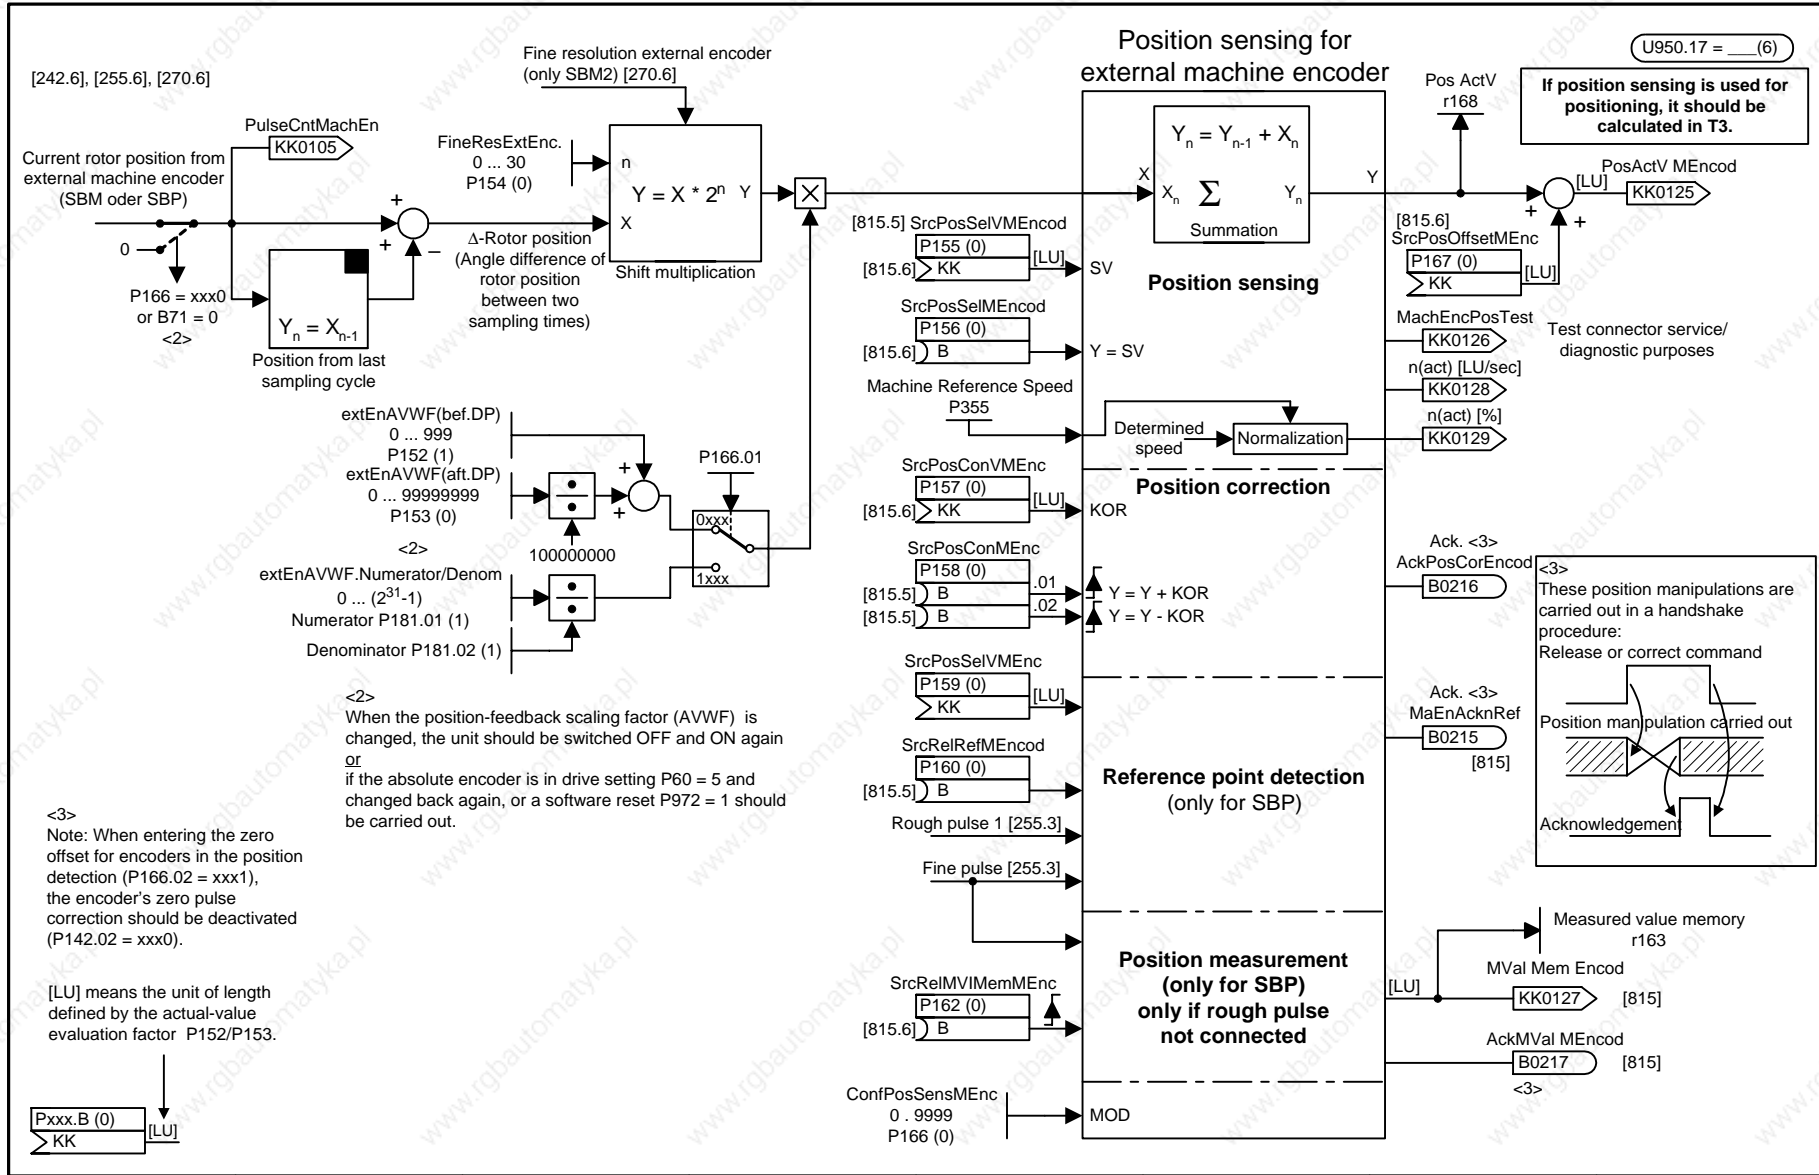 Position sensing for
external machine encoder
U950.17 = ___(6)
If position sensing is used for
positioning, it should be
calculated in T3.
[242.6], [255.6], [270.6]
Fine resolution external encoder
(only SBM2) [270.6]
PulseCntMachEn
KK0105
Current rotor position from
external machine encoder
(SBM oder SBP)
0
P166 = xxx0
or B71 = 0
<2>
+
+
–
Yn = Xn-1
Position from last
sampling cycle
Δ-Rotor position
(Angle difference of
rotor position
between two
sampling times)
FineResExtEnc.
0 ... 30
P154 (0)
n
Y = X * 2^n
Y
X
Shift multiplication
X
Yn = Yn-1 + Xn
Xn
Σ
Yn
Summation
Y
Pos ActV
r168
PosActV MEncod
[LU]
KK0125
+
+
[815.6]
SrcPosOffsetMEnc
P167 (0)
KK
[LU]
[815.5] SrcPosSelVMEncod
P155 (0)
[LU]
[815.6]
KK
SV
Position sensing
SrcPosSelMEncod
P156 (0)
[815.6]
B
Y = SV
MachEncPosTest
KK0126
Test connector service/
diagnostic purposes
n(act) [LU/sec]
KK0128
n(act) [%]
KK0129
Machine Reference Speed
P355
Determined
speed
Normalization
extEnAVWF(bef.DP)
0 ... 999
P152 (1)
extEnAVWF(aft.DP)
0 ... 99999999
P153 (0)
<2>
÷
100000000
+
+
P166.01
0xxx
1xxx
extEnAVWF.Numerator/Denom
0 ... (2^31-1)
Numerator P181.01 (1)
Denominator P181.02 (1)
÷
Position correction
SrcPosConVMEnc
P157 (0)
[LU]
[815.6]
KK
KOR
SrcPosConMEnc
P158 (0)
[815.5]
B
.01
Y = Y + KOR
[815.5]
B
.02
Y = Y - KOR
Ack. <3>
AckPosCorEncod
B0216
<3>
These position manipulations are
carried out in a handshake
procedure:
Release or correct command
Position manipulation carried out
Acknowledgement
SrcPosSelVMEnc
P159 (0)
[LU]
KK
SrcRelRefMEncod
P160 (0)
[815.5]
B
Rough pulse 1 [255.3]
Fine pulse [255.3]
Reference point detection
(only for SBP)
Ack. <3>
MaEnAcknRef
B0215
[815]
<2>
When the position-feedback scaling factor (AVWF) is
changed, the unit should be switched OFF and ON again
or
if the absolute encoder is in drive setting P60 = 5 and
changed back again, or a software reset P972 = 1 should
be carried out.
<3>
Note: When entering the zero
offset for encoders in the position
detection (P166.02 = xxx1),
the encoder's zero pulse
correction should be deactivated
(P142.02 = xxx0).
[LU] means the unit of length
defined by the actual-value
evaluation factor P152/P153.
Pxxx.B (0)
KK
[LU]
Position measurement
(only for SBP)
only if rough pulse
not connected
SrcRelMVlMemMEnc
P162 (0)
[815.6]
B
Measured value memory
r163
[LU]
MVal Mem Encod
KK0127
[815]
AckMVal MEncod
B0217
[815]
<3>
ConfPosSensMEnc
0 . 9999
P166 (0)
MOD
www.rgbautomatyka.pl